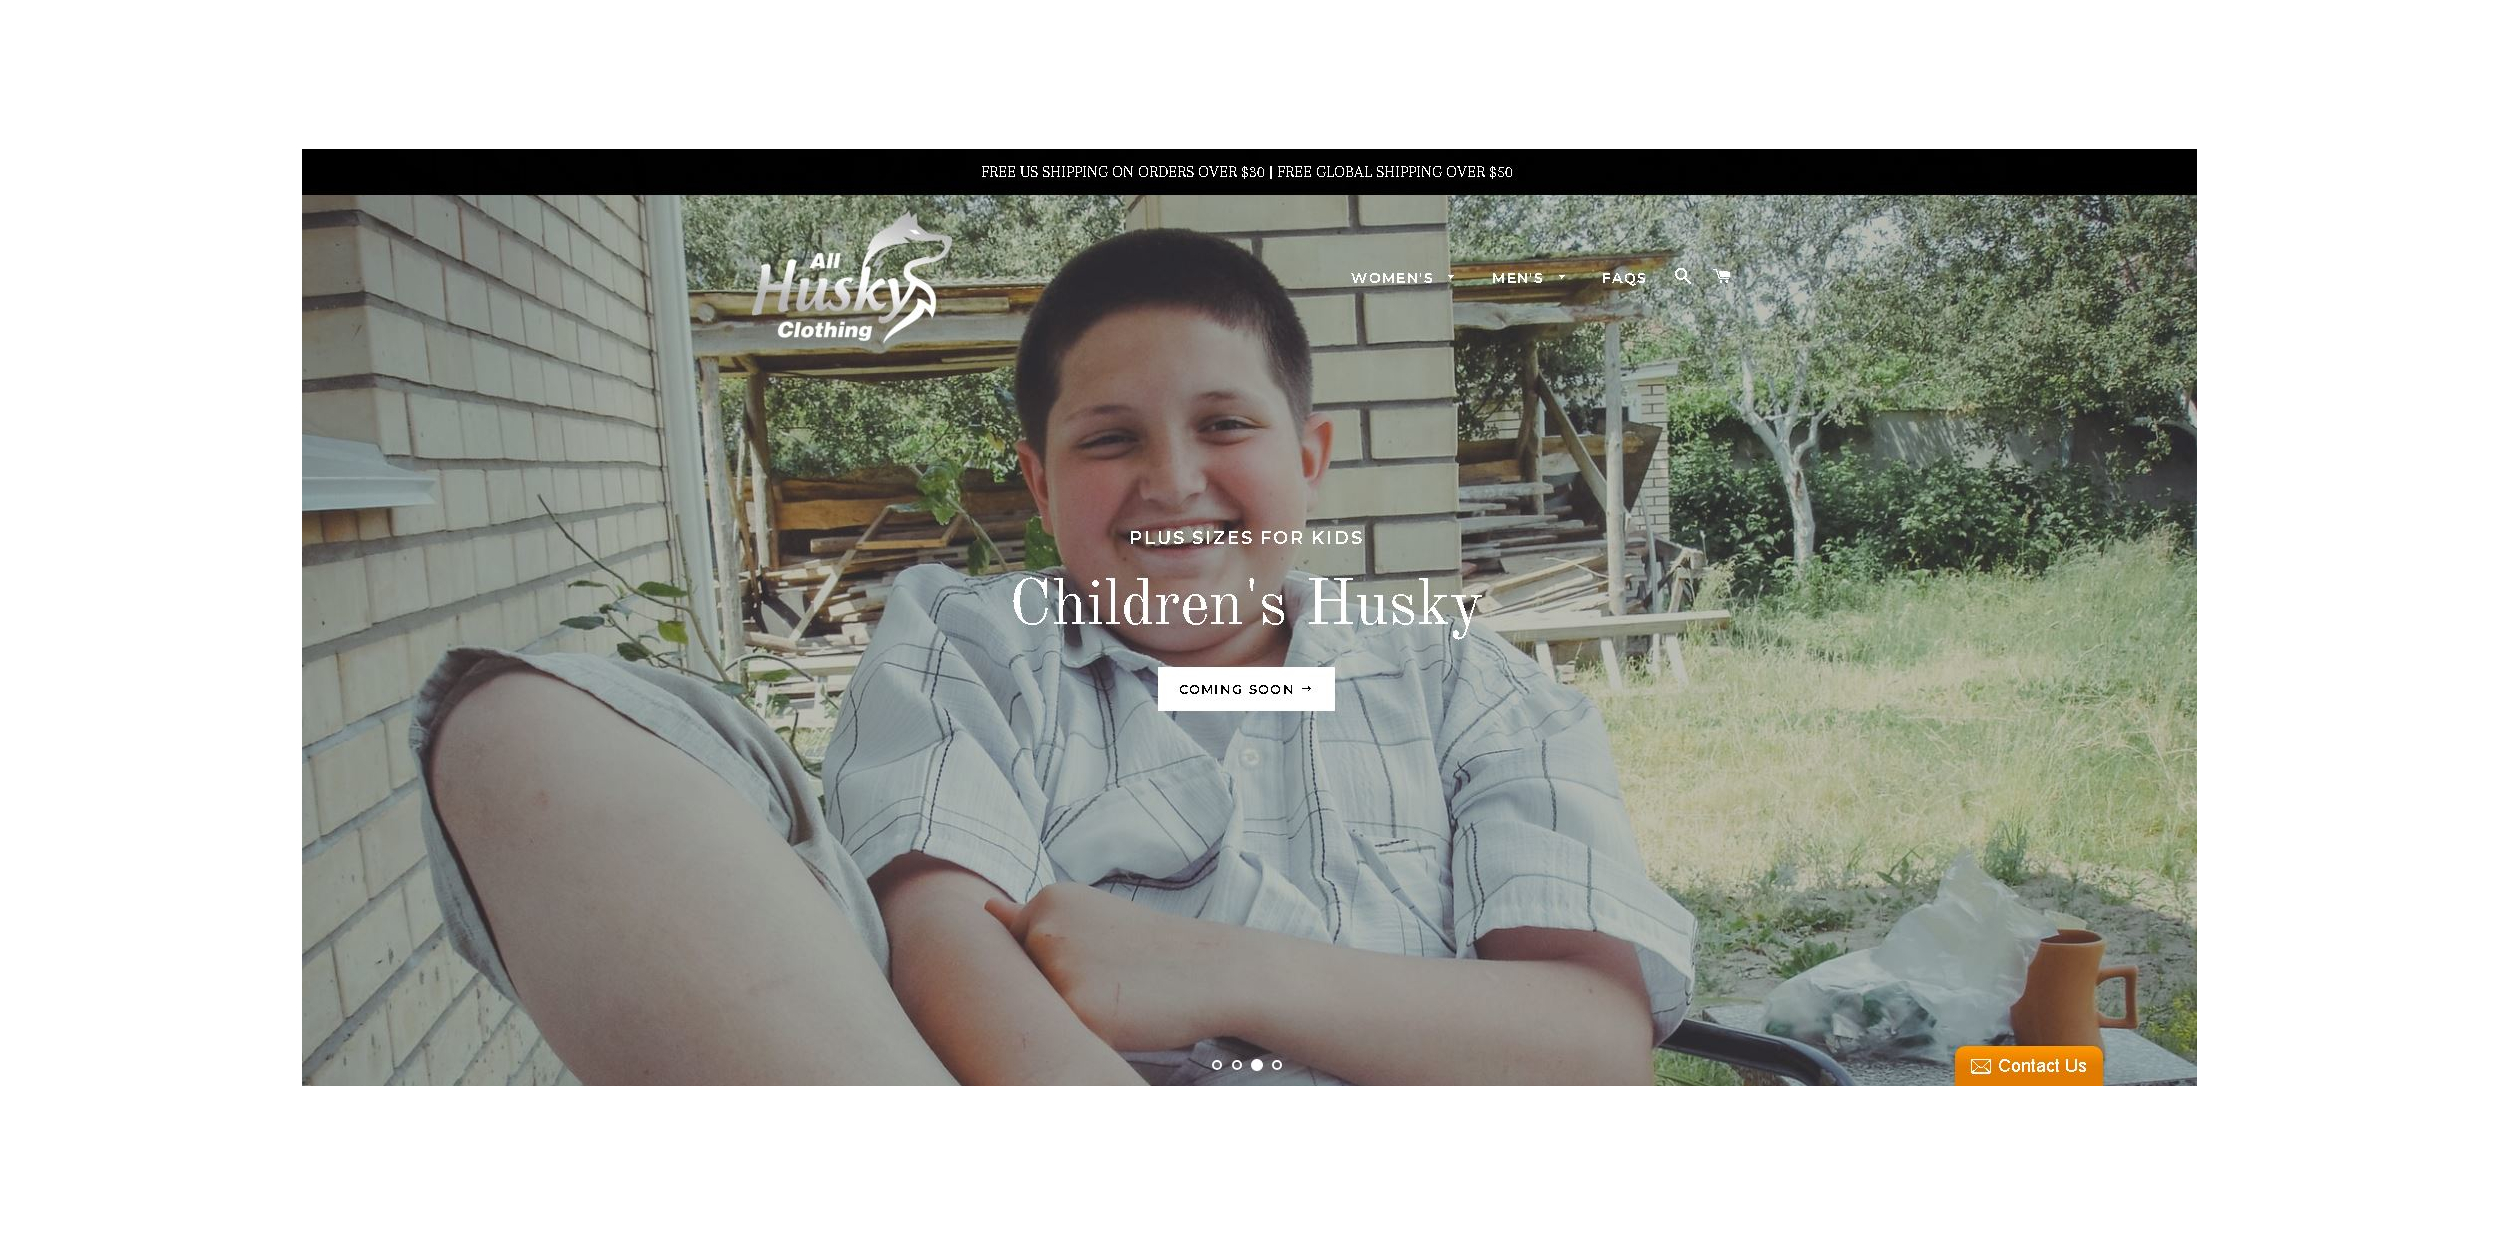 FREE US SHIPPING ON ORDERS OVER $30 | FREE GLOBAL SHIPPING OVER $50
All
Husky
Clothing
WOMEN'S MEN'S FAQS
PLUS SIZES FOR KIDS
Children's Husky
COMING SOON →
Contact Us